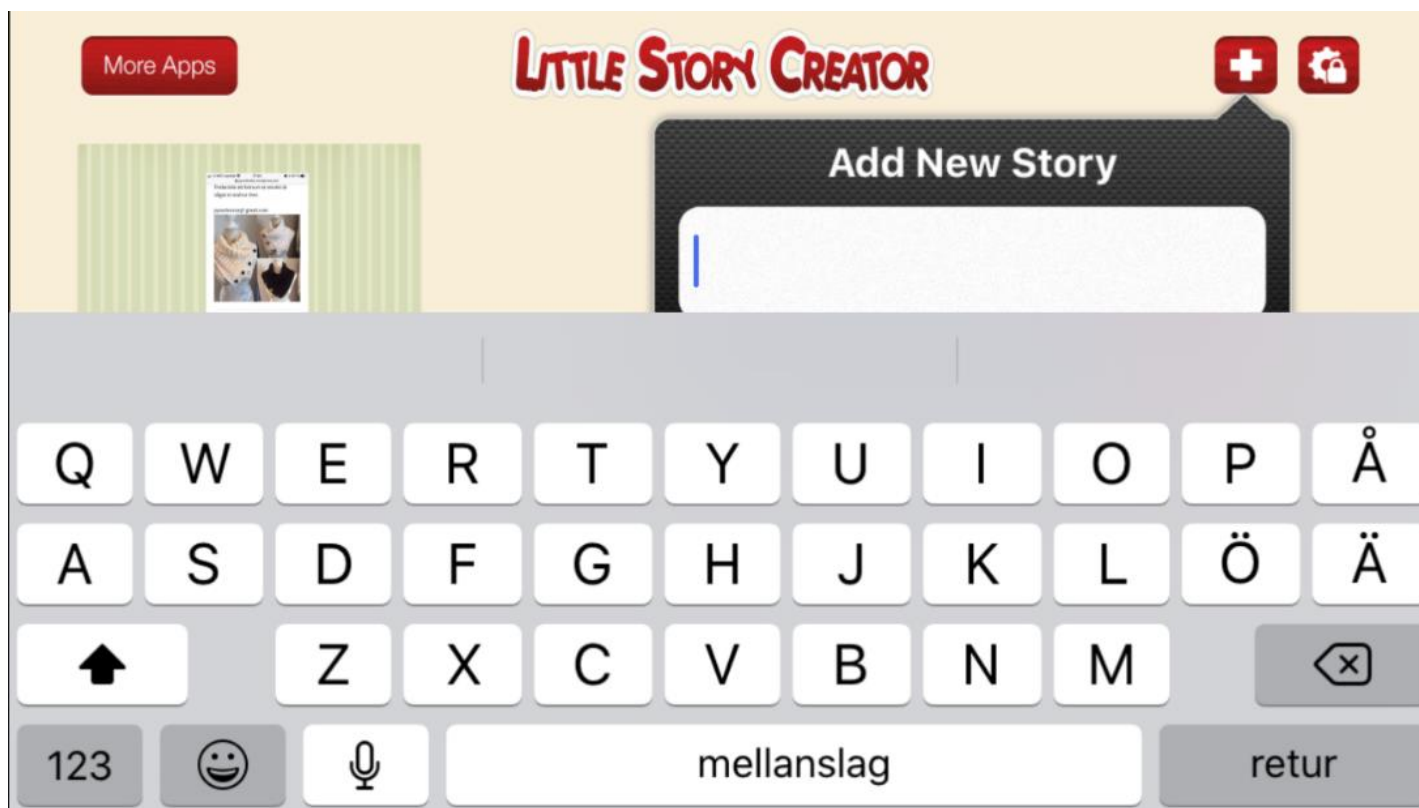 More Apps
LITTLE STORY CREATOR
Add New Story
Q W E R T Y U I O P Å
A S D F G H J K L Ö Ä
Z X C V B N M
123
mellanslag
retur